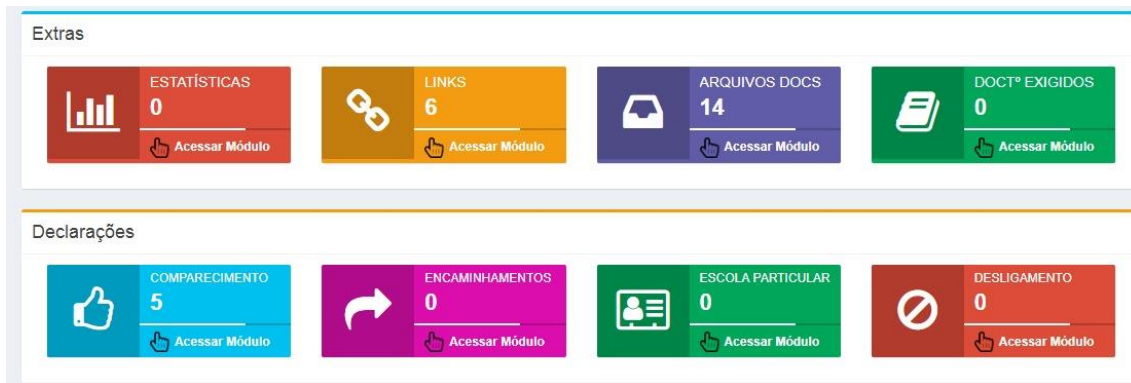 Extras
ESTATÍSTICAS
0
Acessar Módulo
LINKS
6
Acessar Módulo
ARQUIVOS DOCS
14
Acessar Módulo
DOCTº EXIGIDOS
0
Acessar Módulo
Declarações
COMPARECIMENTO
5
Acessar Módulo
ENCAMINHAMENTOS
0
Acessar Módulo
ESCOLA PARTICULAR
0
Acessar Módulo
DESLIGAMENTO
0
Acessar Módulo